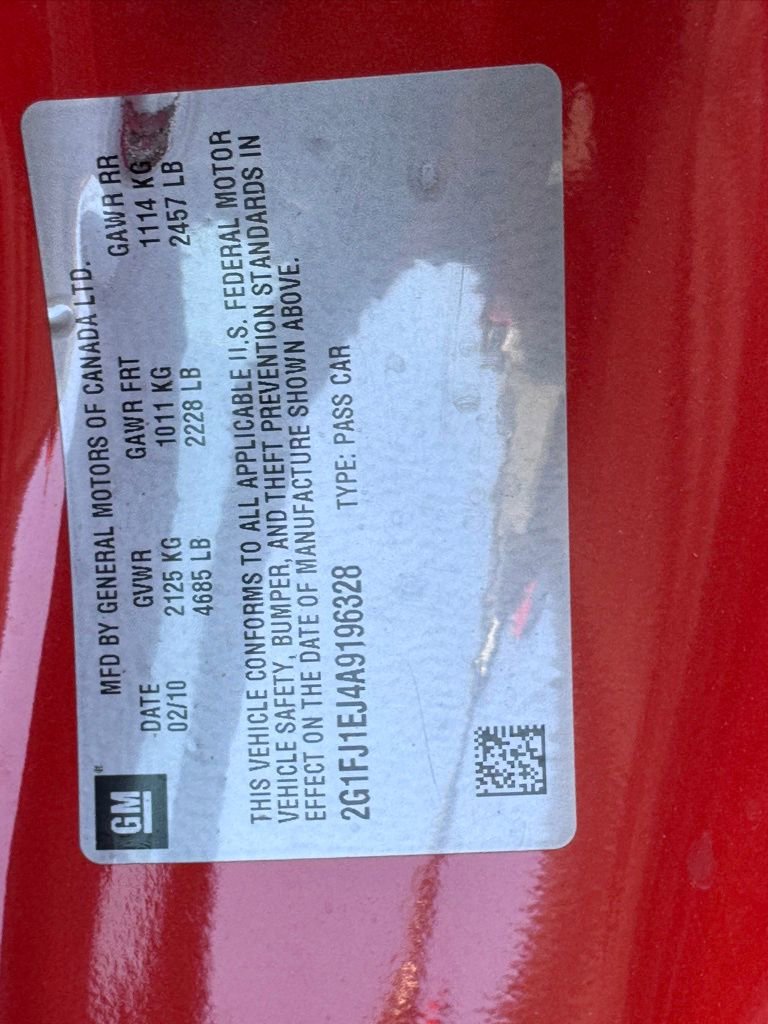 GM
MFD BY GENERAL MOTORS OF CANADA LTD.
DATE GVWR GAWR FRT GAWR RR
02/10 2125 KG 1011 KG 1114 KG
4685 LB 2228 LB 2457 LB
THIS VEHICLE CONFORMS TO ALL APPLICABLE U.S. FEDERAL MOTOR
VEHICLE SAFETY, BUMPER, AND THEFT PREVENTION STANDARDS IN
EFFECT ON THE DATE OF MANUFACTURE SHOWN ABOVE.
2G1FJ1EJ4A9196328 TYPE: PASS CAR